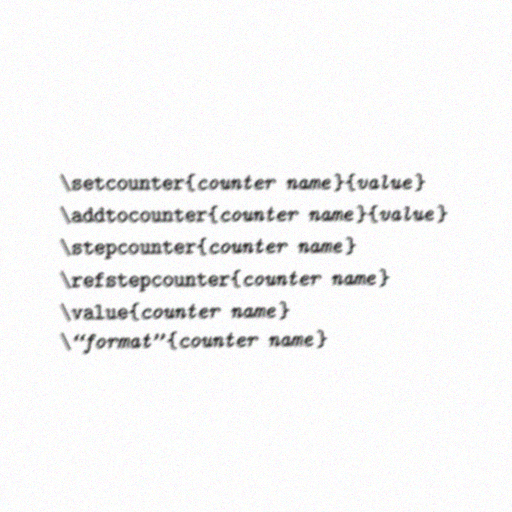 \setcounter{counter name}{value}
\addtocounter{counter name}{value}
\stepcounter{counter name}
\refstepcounter{counter name}
\value{counter name}
\“format”{counter name}